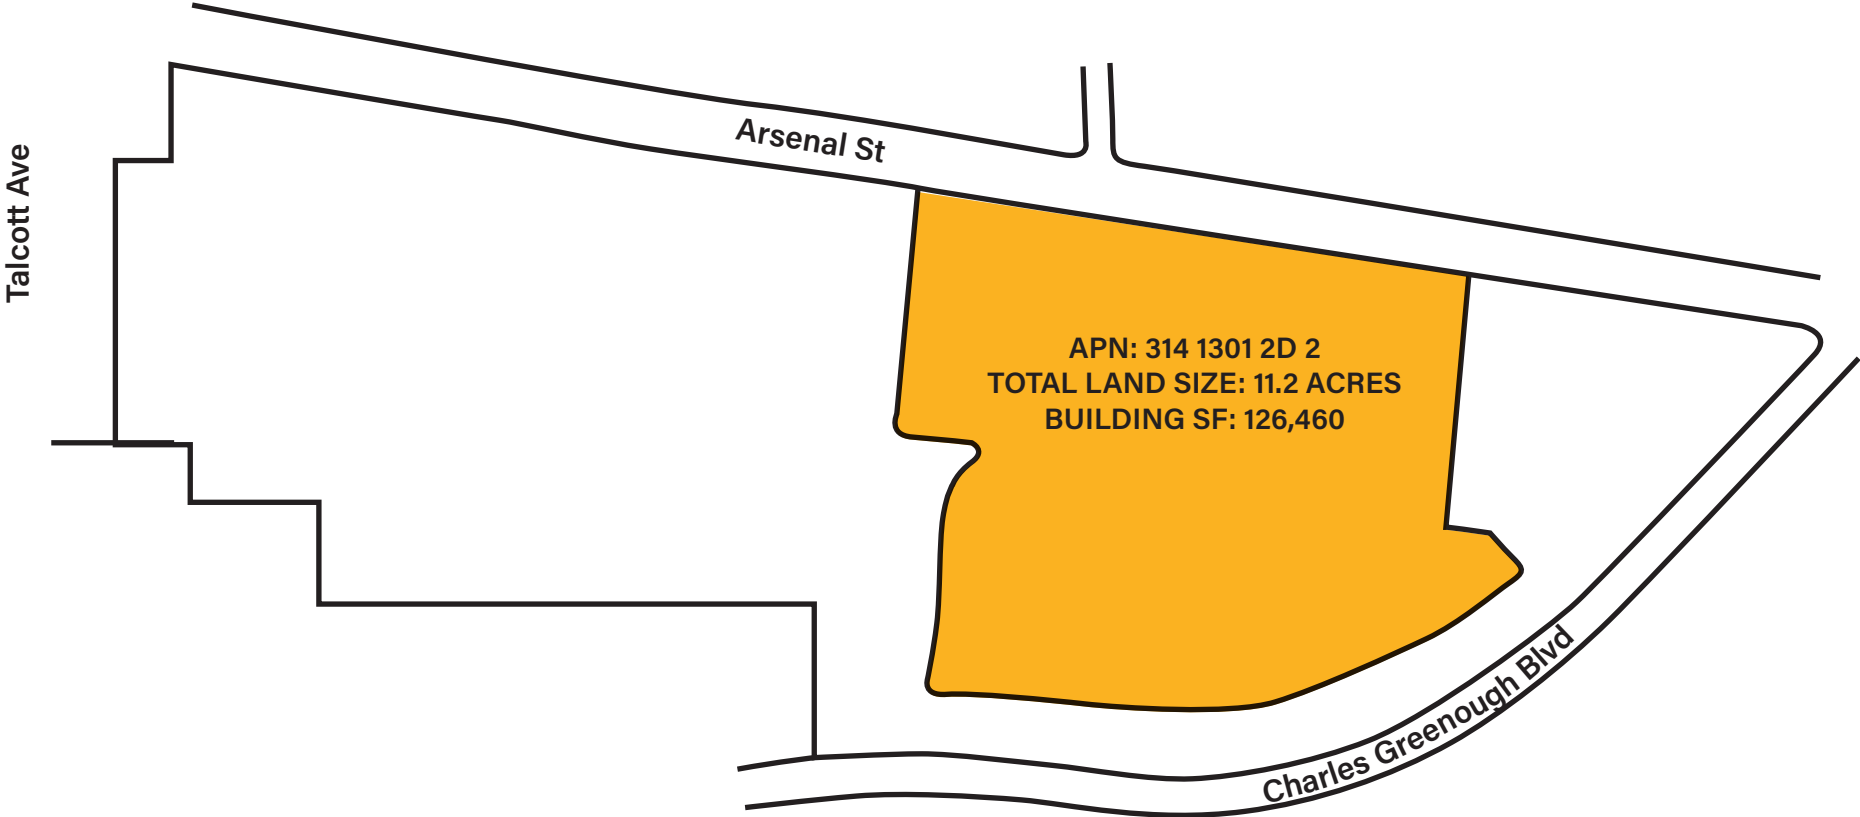 Arsenal St
Talcott Ave
APN: 314 1301 2D 2
TOTAL LAND SIZE: 11.2 ACRES
BUILDING SF: 126,460
Charles Greenough Blvd